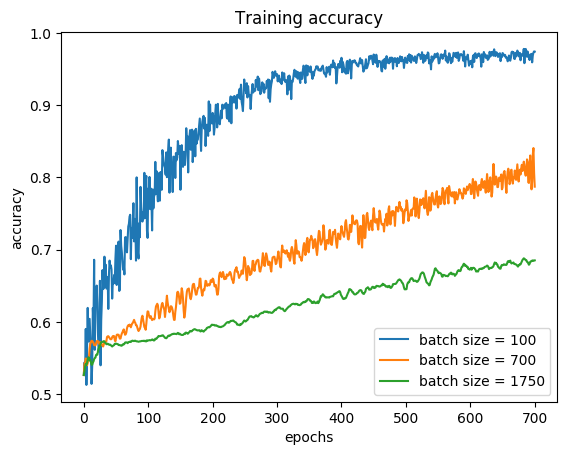 Training accuracy
1.0
0.9
0.8
0.7
0.6
0.5
accuracy
0 100 200 300 400 500 600 700
epochs
batch size = 100
batch size = 700
batch size = 1750